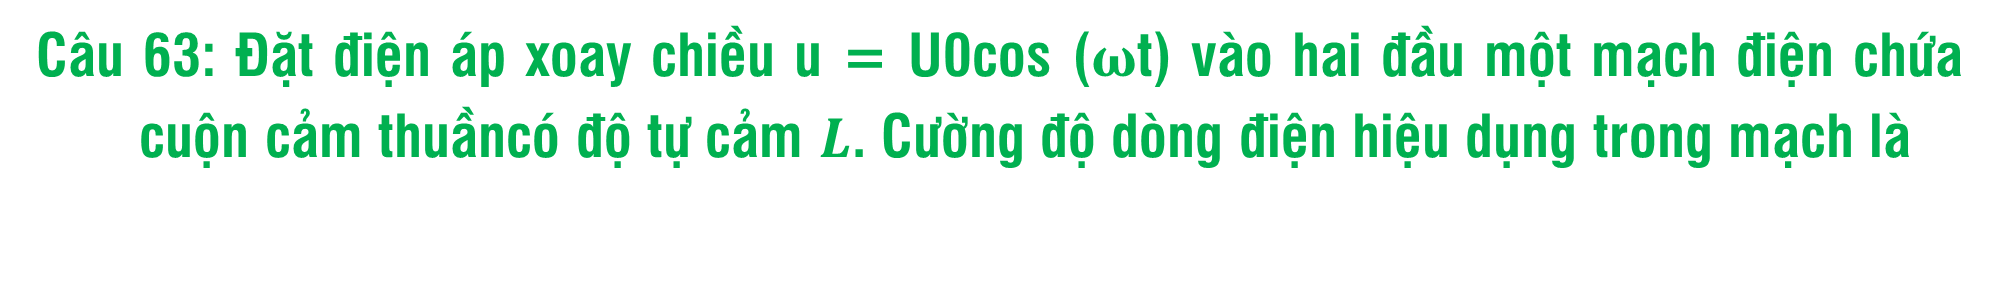 Câu 63: Đặt điện áp xoay chiều u = U0cos (ωt) vào hai đầu một mạch điện chứa
cuộn cảm thuầncó độ tự cảm L. Cường độ dòng điện hiệu dụng trong mạch là